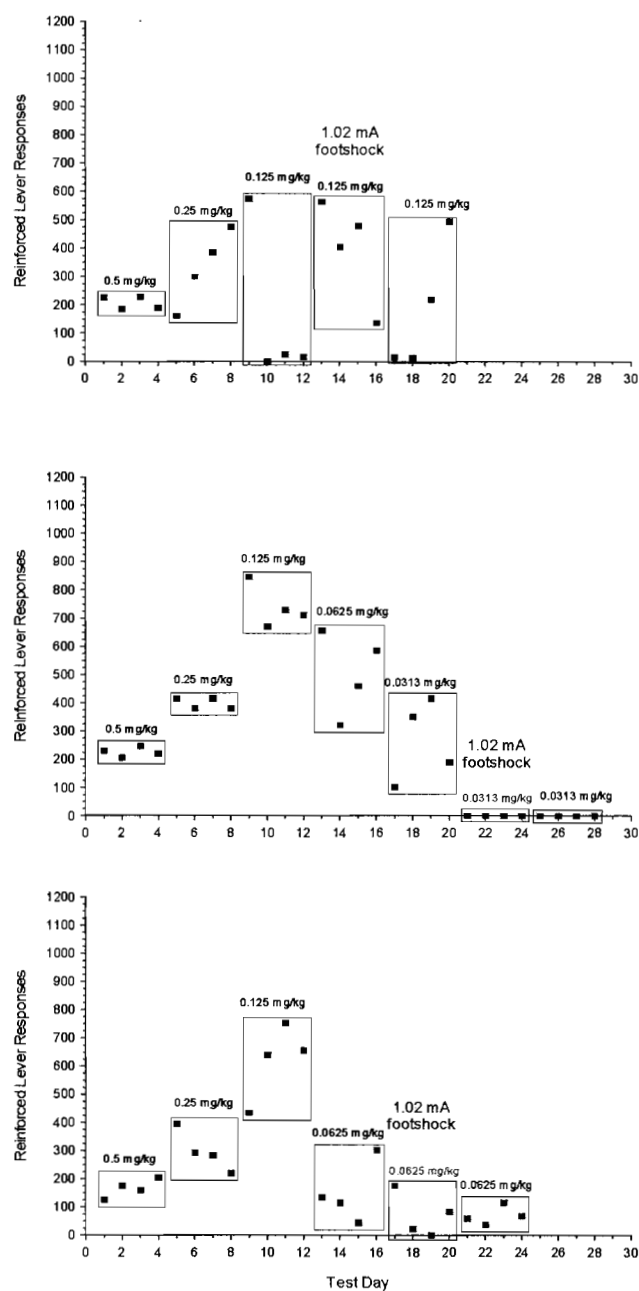 1200
1100
1000
900
800
700
600
500
400
300
200
100
0
Reinforced Lever Responses
0.5 mg/kg
0.25 mg/kg
0.125 mg/kg
1.02 mA
footshock
0.125 mg/kg
0.125 mg/kg
0 2 4 6 8 10 12 14 16 18 20 22 24 26 28 30
1200
1100
1000
900
800
700
600
500
400
300
200
100
0
Reinforced Lever Responses
0.5 mg/kg
0.25 mg/kg
0.125 mg/kg
0.0625 mg/kg
0.0313 mg/kg
1.02 mA
footshock
0.0313 mg/kg
0.0313 mg/kg
0 2 4 6 8 10 12 14 16 18 20 22 24 26 28 30
1200
1100
1000
900
800
700
600
500
400
300
200
100
0
Reinforced Lever Responses
0.5 mg/kg
0.25 mg/kg
0.125 mg/kg
0.0625 mg/kg
1.02 mA
footshock
0.0625 mg/kg
0.0625 mg/kg
0 2 4 6 8 10 12 14 16 18 20 22 24 26 28 30
Test Day